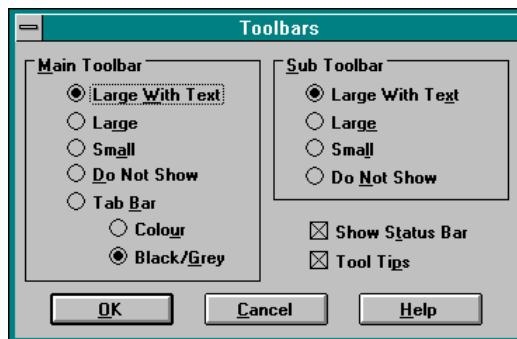 Toolbars
Main Toolbar
Large With Text
Large
Small
Do Not Show
Tab Bar
Colour
Black/Grey
Sub Toolbar
Large With Text
Large
Small
Do Not Show
Show Status Bar
Tool Tips
OK
Cancel
Help